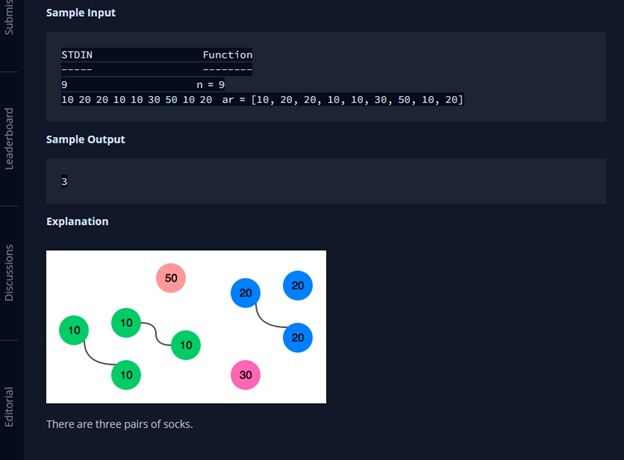 Submis
Leaderboard
Discussions
Editorial
Sample Input
STDIN Function
----- --------
9 n = 9
10 20 20 10 10 30 50 10 20 ar = [10, 20, 20, 10, 10, 30, 50, 10, 20]
Sample Output
3
Explanation
50
20
20
10
10
10
20
10
30
There are three pairs of socks.